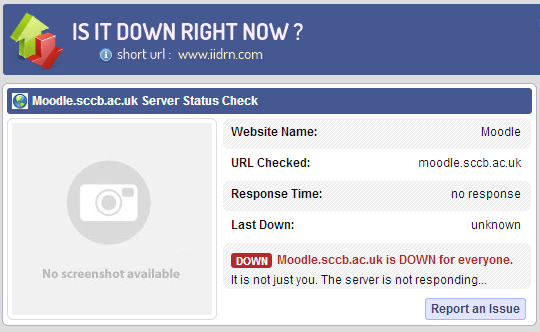 IS IT DOWN RIGHT NOW ?
short url : www.iidrn.com
Moodle.sccb.ac.uk Server Status Check
No screenshot available
Website Name: Moodle
URL Checked: moodle.sccb.ac.uk
Response Time: no response
Last Down: unknown
DOWN Moodle.sccb.ac.uk is DOWN for everyone.
It is not just you. The server is not responding...
Report an Issue